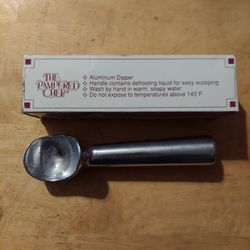 THE
PAMPERED
CHEF
❖ Aluminum Dipper
❖ Handle contains defrosting liquid for easy scooping
❖ Wash by hand in warm, soapy water
❖ Do not expose to temperatures above 140°F